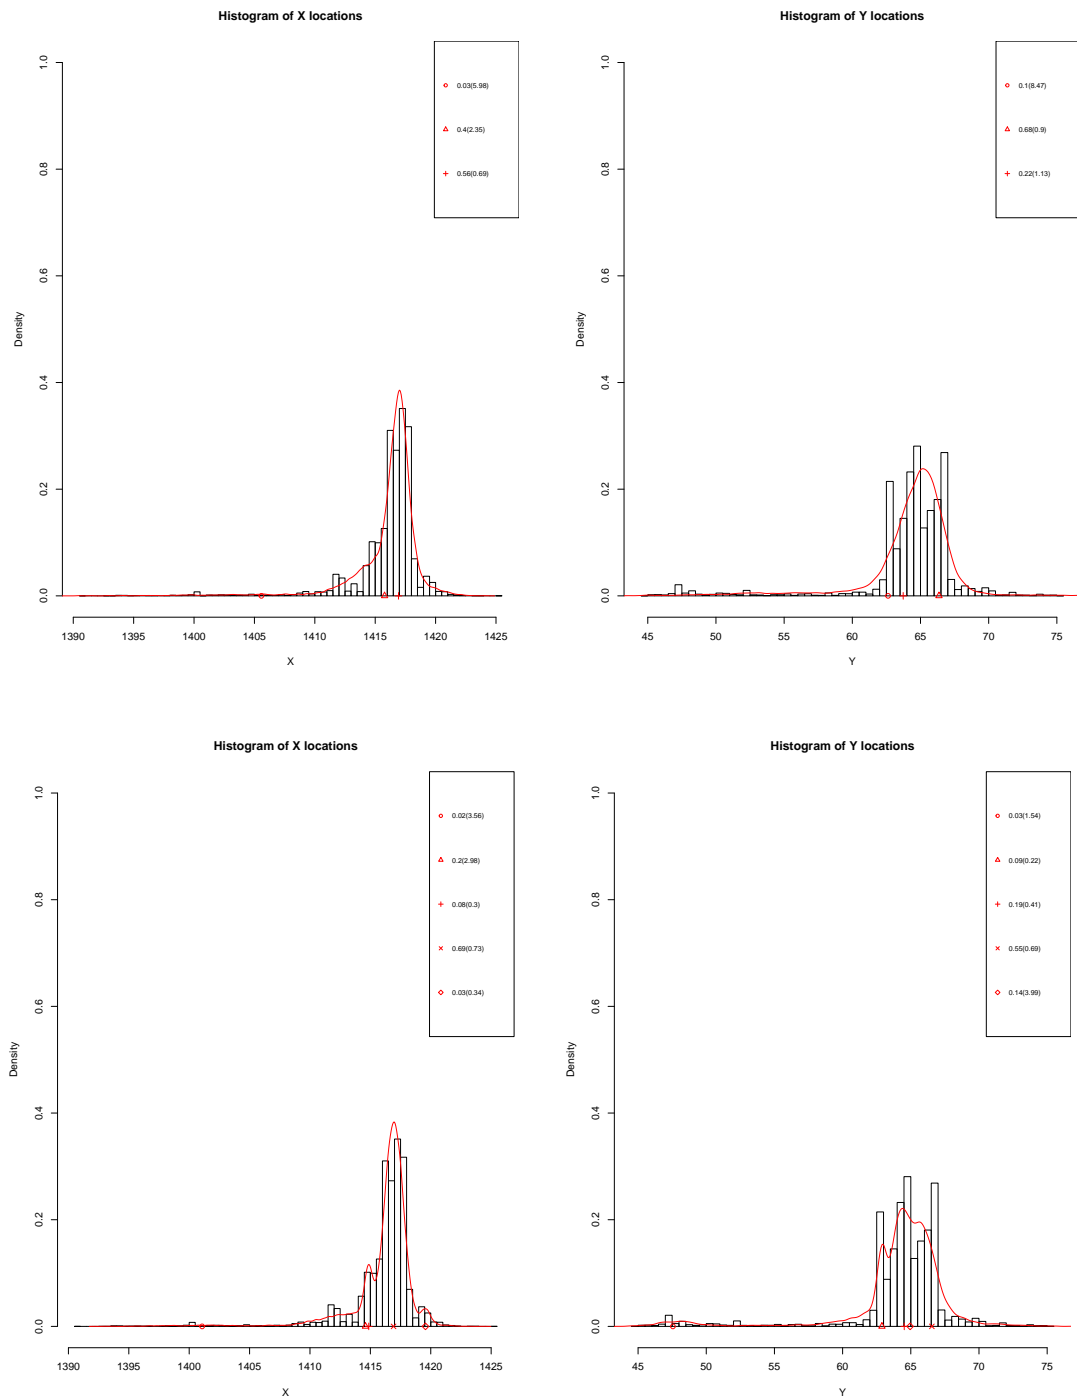 Histogram of X locations
Density
1.0
0.8
0.6
0.4
0.2
0.0
0.03(5.98)
0.4(2.35)
0.56(0.69)
1390 1395 1400 1405 1410 1415 1420 1425
X
Histogram of Y locations
Density
1.0
0.8
0.6
0.4
0.2
0.0
0.1(8.47)
0.68(0.9)
0.22(1.13)
45 50 55 60 65 70 75
Y
Histogram of X locations
Density
1.0
0.8
0.6
0.4
0.2
0.0
0.02(3.56)
0.2(2.98)
0.08(0.3)
0.69(0.73)
0.03(0.34)
1390 1395 1400 1405 1410 1415 1420 1425
X
Histogram of Y locations
Density
1.0
0.8
0.6
0.4
0.2
0.0
0.03(1.54)
0.09(0.22)
0.19(0.41)
0.55(0.69)
0.14(3.99)
45 50 55 60 65 70 75
Y